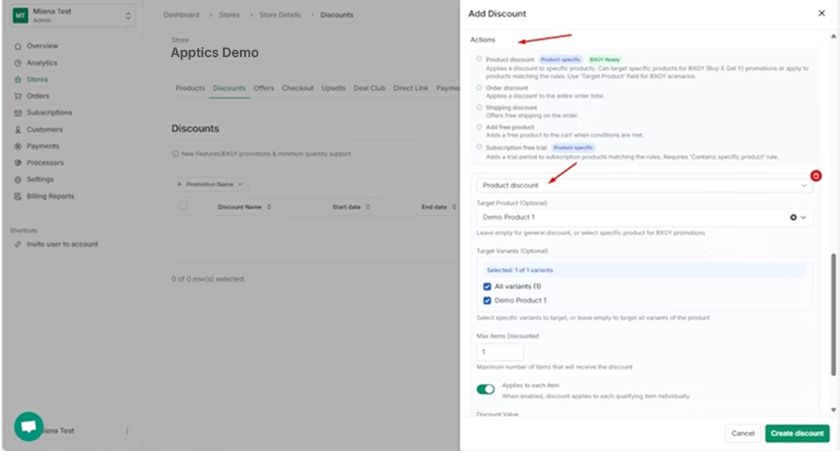 MT
Milena Test
Admin
Overview
Analytics
Stores
Orders
Subscriptions
Customers
Payments
Processors
Settings
Billing Reports
Shortcuts
Invite user to account
lena Test
Dashboard > Stores > Store Details > Discounts
Store
Apptics Demo
Products Discounts Offers Checkout Upsells Deal Club Direct Link Paymo
Discounts
New Features: BXGY promotions & minimum quantity support
+ Promotion Name
Discount Name Start date End date
0 of 0 row(s) selected.
Add Discount
Actions
Product discount Product-specific BXGY Ready
Applies a discount to specific products. Can target specific products for BXGY (Buy X Get Y) promotions or apply to
products matching the rules. Use 'Target Product' field for BXGY scenarios.
Order discount
Applies a discount to the entire order total.
Shipping discount
Offers free shipping on the order.
Add free product
Adds a free product to the cart when conditions are met.
Subscription free trial Product-specific
Adds a trial period to subscription products matching the rules. Requires 'Contains specific product' rule.
Product discount
Target Product (Optional)
Demo Product 1
Leave empty for general discount, or select specific product for BXGY promotions
Target Variants (Optional)
Selected: 1 of 1 variants
All variants (1)
Demo Product 1
Select specific variants to target, or leave empty to target all variants of the product
Max Items Discounted
1
Maximum number of items that will receive the discount
Applies to each item
When enabled, discount applies to each qualifying item individually
Discount Value
Cancel
Create discount